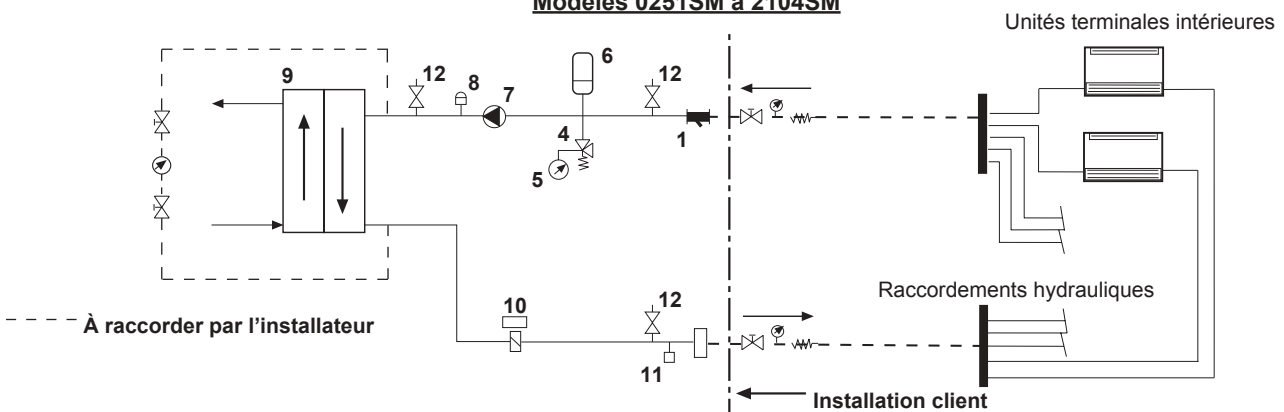 Modèles 0251SM à 2104SM
Unités terminales intérieures
9
12
8
7
6
12
4
5
1
Raccordements hydrauliques
10
12
11
À raccorder par l’installateur
Installation client